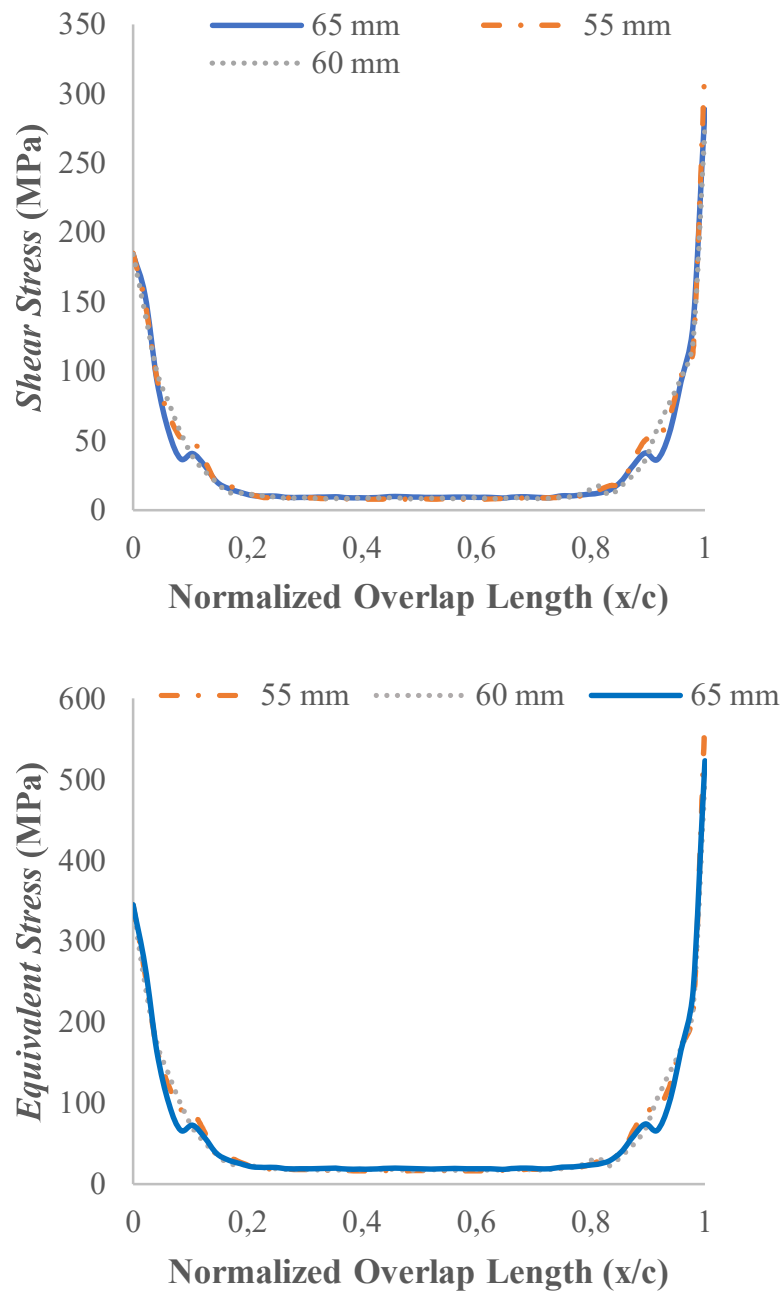 350
65 mm 55 mm
60 mm
300
250
200
150
100
50
0
Shear Stress (MPa)
0 0,2 0,4 0,6 0,8 1
Normalized Overlap Length (x/c)
600
55 mm 60 mm 65 mm
500
400
300
200
100
0
Equivalent Stress (MPa)
0 0,2 0,4 0,6 0,8 1
Normalized Overlap Length (x/c)